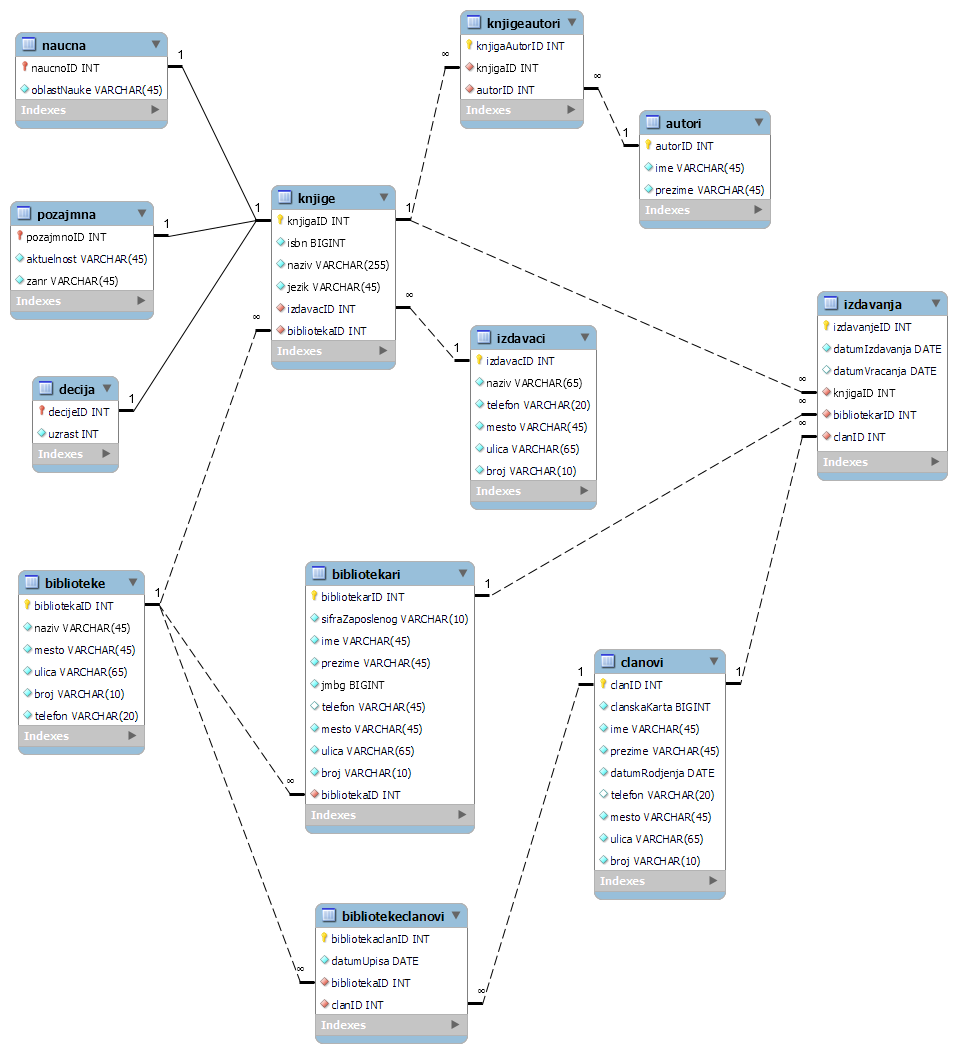 naucna
naucnoID INT
oblastNauke VARCHAR(45)
Indexes
1
knjigeautori
knjigaAutorID INT
knjigaID INT
autorID INT
Indexes
∞
∞
1
autori
autorID INT
ime VARCHAR(45)
prezime VARCHAR(45)
Indexes
pozajmna
pozajmnoID INT
aktuelnost VARCHAR(45)
zanr VARCHAR(45)
Indexes
1
1
knjige
knjigaID INT
isbn BIGINT
naziv VARCHAR(255)
jezik VARCHAR(45)
izdavacID INT
bibliotekaID INT
Indexes
1
∞
∞
1
izdavaci
izdavacID INT
naziv VARCHAR(65)
telefon VARCHAR(20)
mesto VARCHAR(45)
ulica VARCHAR(65)
broj VARCHAR(10)
Indexes
izdavanja
izdavanjeID INT
datumIzdavanja DATE
datumVracanja DATE
knjigaID INT
bibliotekarID INT
clanID INT
Indexes
∞
∞
∞
decija
decijeID INT
uzrast INT
Indexes
1
biblioteke
bibliotekaID INT
naziv VARCHAR(45)
mesto VARCHAR(45)
ulica VARCHAR(65)
broj VARCHAR(10)
telefon VARCHAR(20)
Indexes
1
bibliotekari
bibliotekarID INT
sifraZaposlenog VARCHAR(10)
ime VARCHAR(45)
prezime VARCHAR(45)
jmbg BIGINT
telefon VARCHAR(45)
mesto VARCHAR(45)
ulica VARCHAR(65)
broj VARCHAR(10)
bibliotekaID INT
Indexes
1
∞
clanovi
clanID INT
clanskaKarta BIGINT
ime VARCHAR(45)
prezime VARCHAR(45)
datumRodjenja DATE
telefon VARCHAR(20)
mesto VARCHAR(45)
ulica VARCHAR(65)
broj VARCHAR(10)
Indexes
1
1
bibliotekeclanovi
bibliotekaclanID INT
datumUpisa DATE
bibliotekaID INT
clanID INT
Indexes
∞
∞